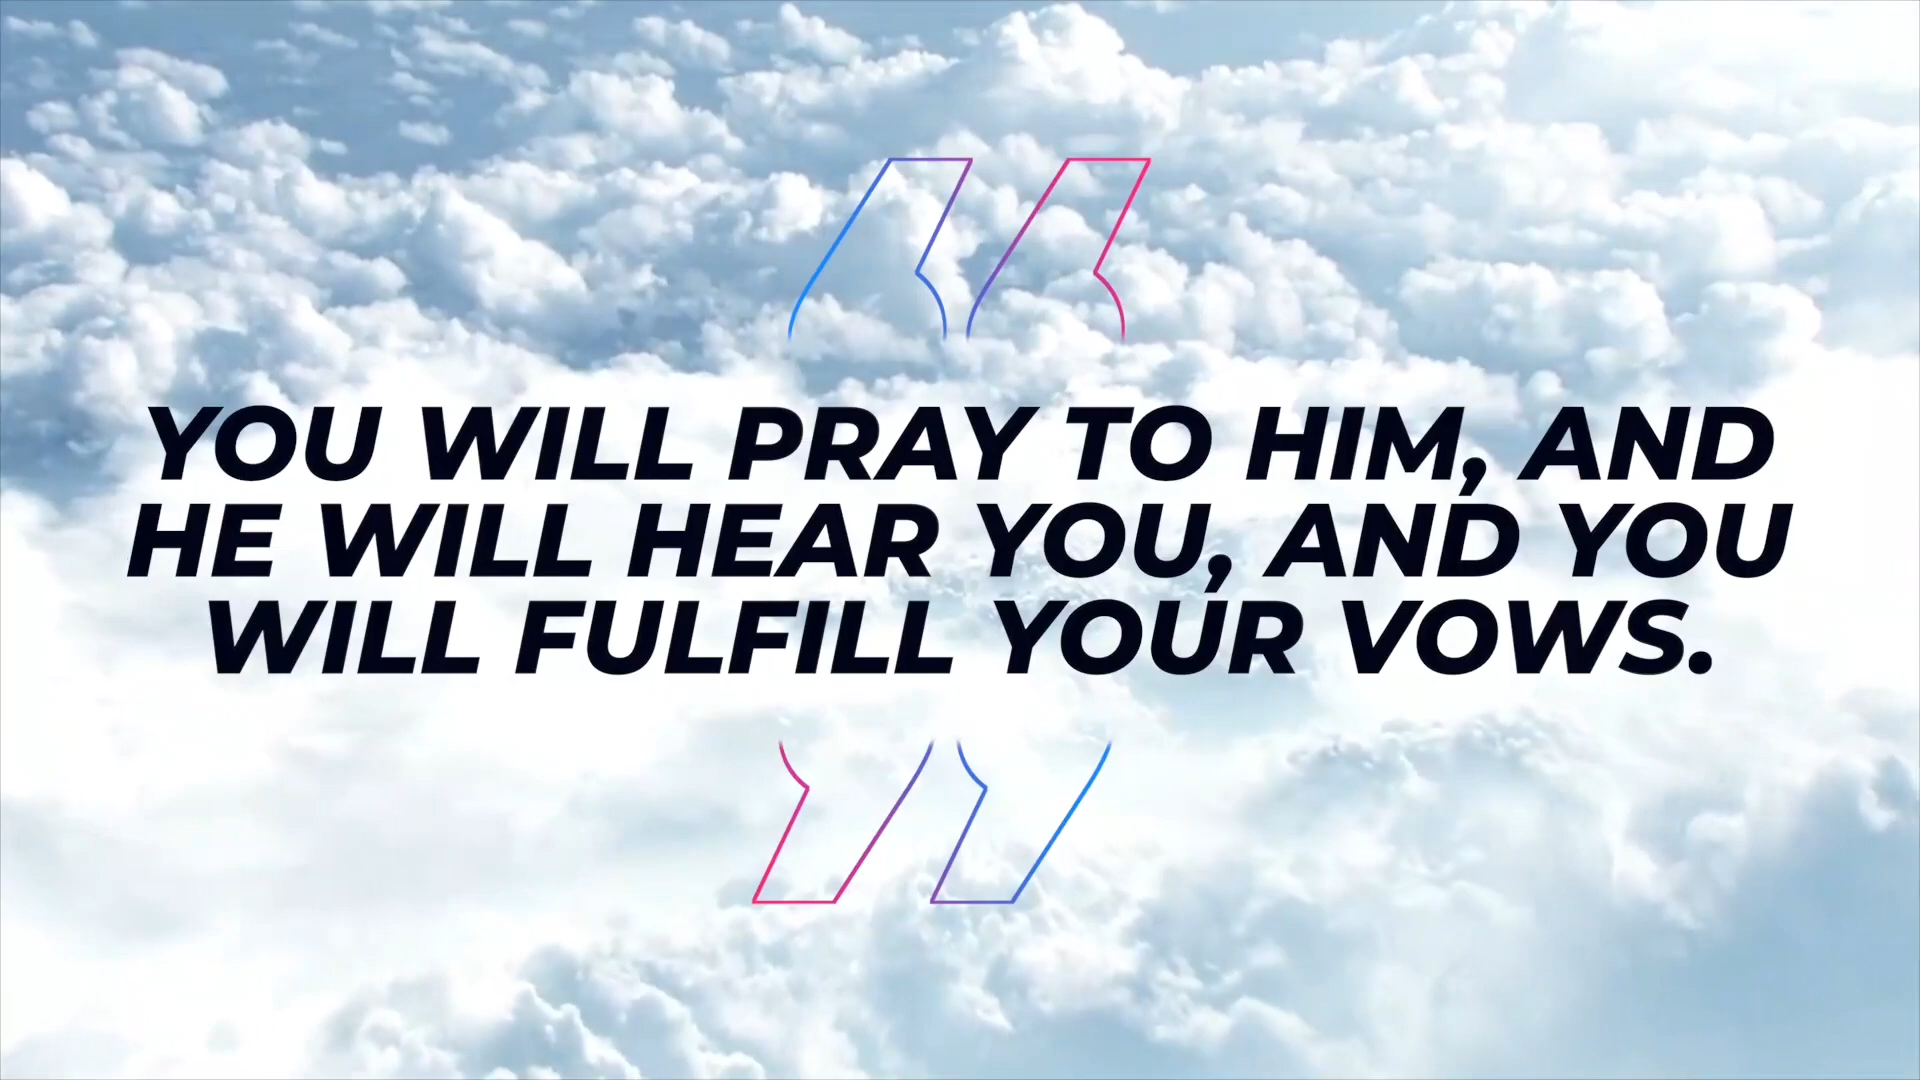 YOU WILL PRAY TO HIM, AND
HE WILL HEAR YOU, AND YOU
WILL FULFILL YOUR VOWS.